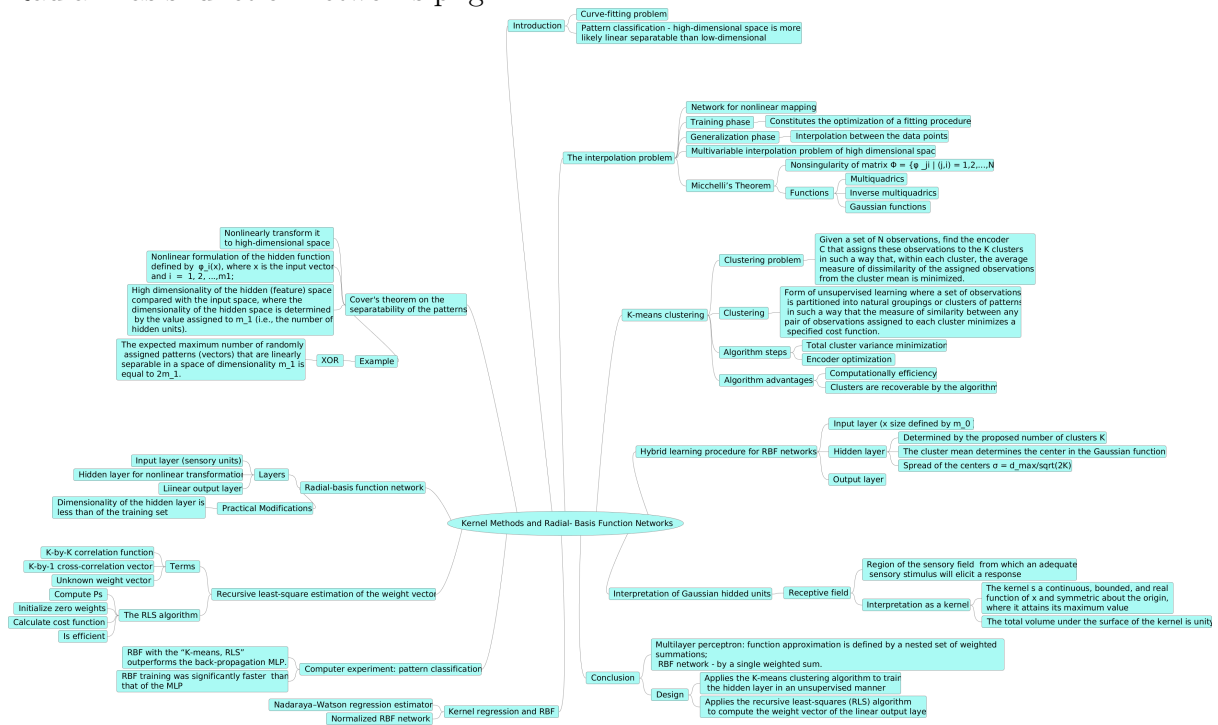 Introduction
Curve-fitting problem
Pattern classification - high-dimensional space is more
likely linear separatable than low-dimensional
The interpolation problem
Network for nonlinear mapping
Training phase
Constitutes the optimization of a fitting procedure
Generalization phase
Interpolation between the data points
Multivariable interpolation problem of high dimensional spac
Micchelli's Theorem
Nonsingularity of matrix Φ = {φ _ji | (j,i) = 1,2,...,N
Functions
Multiquadrics
Inverse multiquadrics
Gaussian functions
K-means clustering
Clustering problem
Given a set of N observations, find the encoder
C that assigns these observations to the K clusters
in such a way that, within each cluster, the average
measure of dissimilarity of the assigned observations
from the cluster mean is minimized.
Clustering
Form of unsupervised learning where a set of observations
is partitioned into natural groupings or clusters of patterns
in such a way that the measure of similarity between any
pair of observations assigned to each cluster minimizes a
specified cost function.
Algorithm steps
Total cluster variance minimization
Encoder optimization
Algorithm advantages
Computationally efficiency
Clusters are recoverable by the algorithm
Hybrid learning procedure for RBF networks
Input layer (x size defined by m_0
Hidden layer
Determined by the proposed number of clusters K
The cluster mean determines the center in the Gaussian function
Spread of the centers σ = d_max/sqrt(2K)
Output layer
Kernel Methods and Radial- Basis Function Networks
Interpretation of Gaussian hidded units
Receptive field
Region of the sensory field from which an adequate
sensory stimulus will elicit a response
Interpretation as a kernel
The kernel s a continuous, bounded, and real
function of x and symmetric about the origin,
where it attains its maximum value
The total volume under the surface of the kernel is unity
Conclusion
Multilayer perceptron: function approximation is defined by a nested set of weighted
summations;
RBF network - by a single weighted sum.
Design
Applies the K-means clustering algorithm to train
the hidden layer in an unsupervised manner
Applies the recursive least-squares (RLS) algorithm
to compute the weight vector of the linear output laye
Cover's theorem on the
separatability of the patterns
Nonlinearly transform it
to high-dimensional space
Nonlinear formulation of the hidden function
defined by φ_i(x), where x is the input vector
and i = 1, 2, ...,m1;
High dimensionality of the hidden (feature) space
compared with the input space, where the
dimensionality of the hidden space is determined
by the value assigned to m_1 (i.e., the number of
hidden units).
Example
XOR
The expected maximum number of randomly
assigned patterns (vectors) that are linearly
separable in a space of dimensionality m_1 is
equal to 2m_1.
Radial-basis function network
Layers
Input layer (sensory units)
Hidden layer for nonlinear transformation
Liinear output layer
Practical Modifications
Dimensionality of the hidden layer is
less than of the training set
Recursive least-square estimation of the weight vector
Terms
K-by-K correlation function
K-by-1 cross-correlation vector
Unknown weight vector
The RLS algorithm
Compute Ps
Initialize zero weights
Calculate cost function
Is efficient
Computer experiment: pattern classification
RBF with the “K-means, RLS”
outperforms the back-propagation MLP.
RBF training was significantly faster than
that of the MLP
Kernel regression and RBF
Nadaraya–Watson regression estimator
Normalized RBF network